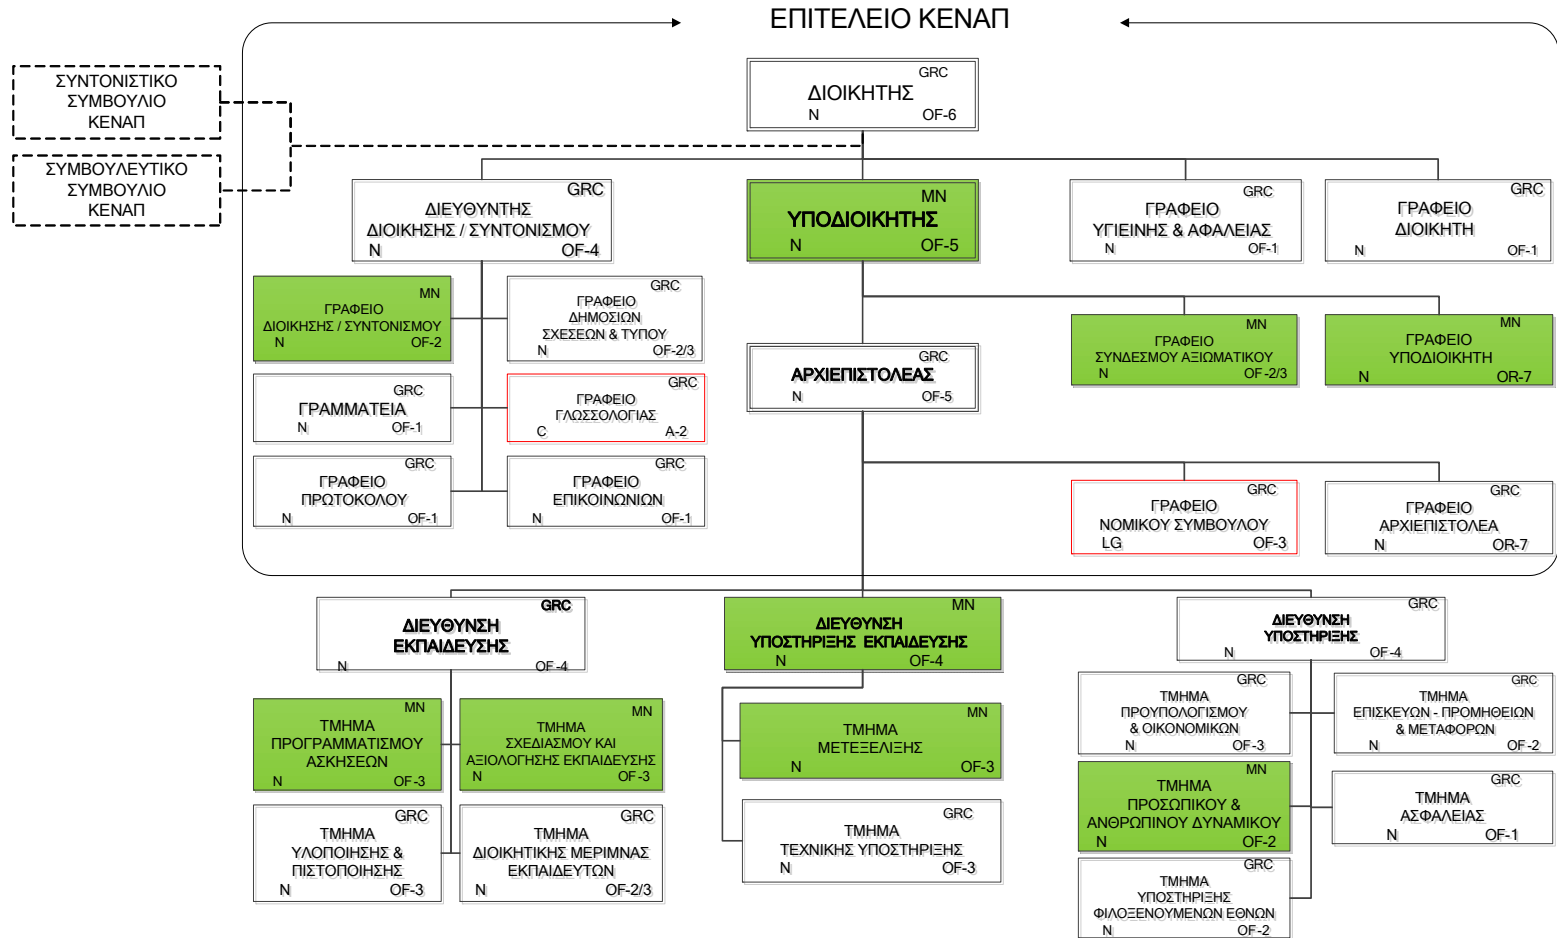 ΕΠΙΤΕΛΕΙΟ ΚΕΝΑΠ
ΣΥΝΤΟΝΙΣΤΙΚΟ
ΣΥΜΒΟΥΛΙΟ
ΚΕΝΑΠ
ΣΥΜΒΟΥΛΕΥΤΙΚΟ
ΣΥΜΒΟΥΛΙΟ
ΚΕΝΑΠ
GRC
ΔΙΟΙΚΗΤΗΣ
N OF-6
GRC
ΔΙΕΥΘΥΝΤΗΣ
ΔΙΟΙΚΗΣΗΣ / ΣΥΝΤΟΝΙΣΜΟΥ
N OF-4
MN
ΥΠΟΔΙΟΙΚΗΤΗΣ
N OF-5
GRC
ΓΡΑΦΕΙΟ
ΥΓΙΕΙΝΗΣ & ΑΦΑΛΕΙΑΣ
N OF-1
GRC
ΓΡΑΦΕΙΟ
ΔΙΟΙΚΗΤΗ
N OF-1
MN
ΓΡΑΦΕΙΟ
ΔΙΟΙΚΗΣΗΣ / ΣΥΝΤΟΝΙΣΜΟΥ
N OF-2
GRC
ΓΡΑΦΕΙΟ
ΔΗΜΟΣΙΩΝ
ΣΧΕΣΕΩΝ & ΤΥΠΟΥ
N OF-2/3
MN
ΓΡΑΦΕΙΟ
ΣΥΝΔΕΣΜΟΥ ΑΞΙΩΜΑΤΙΚΟΥ
N OF-2/3
MN
ΓΡΑΦΕΙΟ
ΥΠΟΔΙΟΙΚΗΤΗ
N OR-7
GRC
ΑΡΧΙΕΠΙΣΤΟΛΕΑΣ
N OF-5
GRC
ΓΡΑΜΜΑΤΕΙΑ
N OF-1
GRC
ΓΡΑΦΕΙΟ
ΓΛΩΣΣΟΛΟΓΙΑΣ
C A-2
GRC
ΓΡΑΦΕΙΟ
ΠΡΩΤΟΚΟΛΟΥ
N OF-1
GRC
ΓΡΑΦΕΙΟ
ΕΠΙΚΟΙΝΩΝΙΩΝ
N OF-1
GRC
ΓΡΑΦΕΙΟ
ΝΟΜΙΚΟΥ ΣΥΜΒΟΥΛΟΥ
LG OF-3
GRC
ΓΡΑΦΕΙΟ
ΑΡΧΙΕΠΙΣΤΟΛΕΑ
N OR-7
GRC
ΔΙΕΥΘΥΝΣΗ
ΕΚΠΑΙΔΕΥΣΗΣ
N OF-4
MN
ΔΙΕΥΘΥΝΣΗ
ΥΠΟΣΤΗΡΙΞΗΣ ΕΚΠΑΙΔΕΥΣΗΣ
N OF-4
GRC
ΔΙΕΥΘΥΝΣΗ
ΥΠΟΣΤΗΡΙΞΗΣ
N OF-4
MN
ΤΜΗΜΑ
ΠΡΟΓΡΑΜΜΑΤΙΣΜΟΥ
ΑΣΚΗΣΕΩΝ
N OF-3
MN
ΤΜΗΜΑ
ΣΧΕΔΙΑΣΜΟΥ ΚΑΙ
ΑΞΙΟΛΟΓΗΣΗΣ ΕΚΠΑΙΔΕΥΣΗΣ
N OF-3
MN
ΤΜΗΜΑ
ΜΕΤΕΞΕΛΙΞΗΣ
N OF-3
GRC
ΤΜΗΜΑ
ΠΡΟΥΠΟΛΟΓΙΣΜΟΥ
& ΟΙΚΟΝΟΜΙΚΩΝ
N OF-3
GRC
ΤΜΗΜΑ
ΕΠΙΣΚΕΥΩΝ - ΠΡΟΜΗΘΕΙΩΝ
& ΜΕΤΑΦΟΡΩΝ
N OF-2
GRC
ΤΜΗΜΑ
ΥΛΟΠΟΙΗΣΗΣ &
ΠΙΣΤΟΠΟΙΗΣΗΣ
N OF-3
GRC
ΤΜΗΜΑ
ΔΙΟΙΚΗΤΙΚΗΣ ΜΕΡΙΜΝΑΣ
ΕΚΠΑΙΔΕΥΤΩΝ
N OF-2/3
GRC
ΤΜΗΜΑ
ΤΕΧΝΙΚΗΣ ΥΠΟΣΤΗΡΙΞΗΣ
N OF-3
MN
ΤΜΗΜΑ
ΠΡΟΣΩΠΙΚΟΥ &
ΑΝΘΡΩΠΙΝΟΥ ΔΥΝΑΜΙΚΟΥ
N OF-2
GRC
ΤΜΗΜΑ
ΑΣΦΑΛΕΙΑΣ
N OF-1
GRC
ΤΜΗΜΑ
ΥΠΟΣΤΗΡΙΞΗΣ
ΦΙΛΟΞΕΝΟΥΜΕΝΩΝ ΕΘΝΩΝ
N OF-2